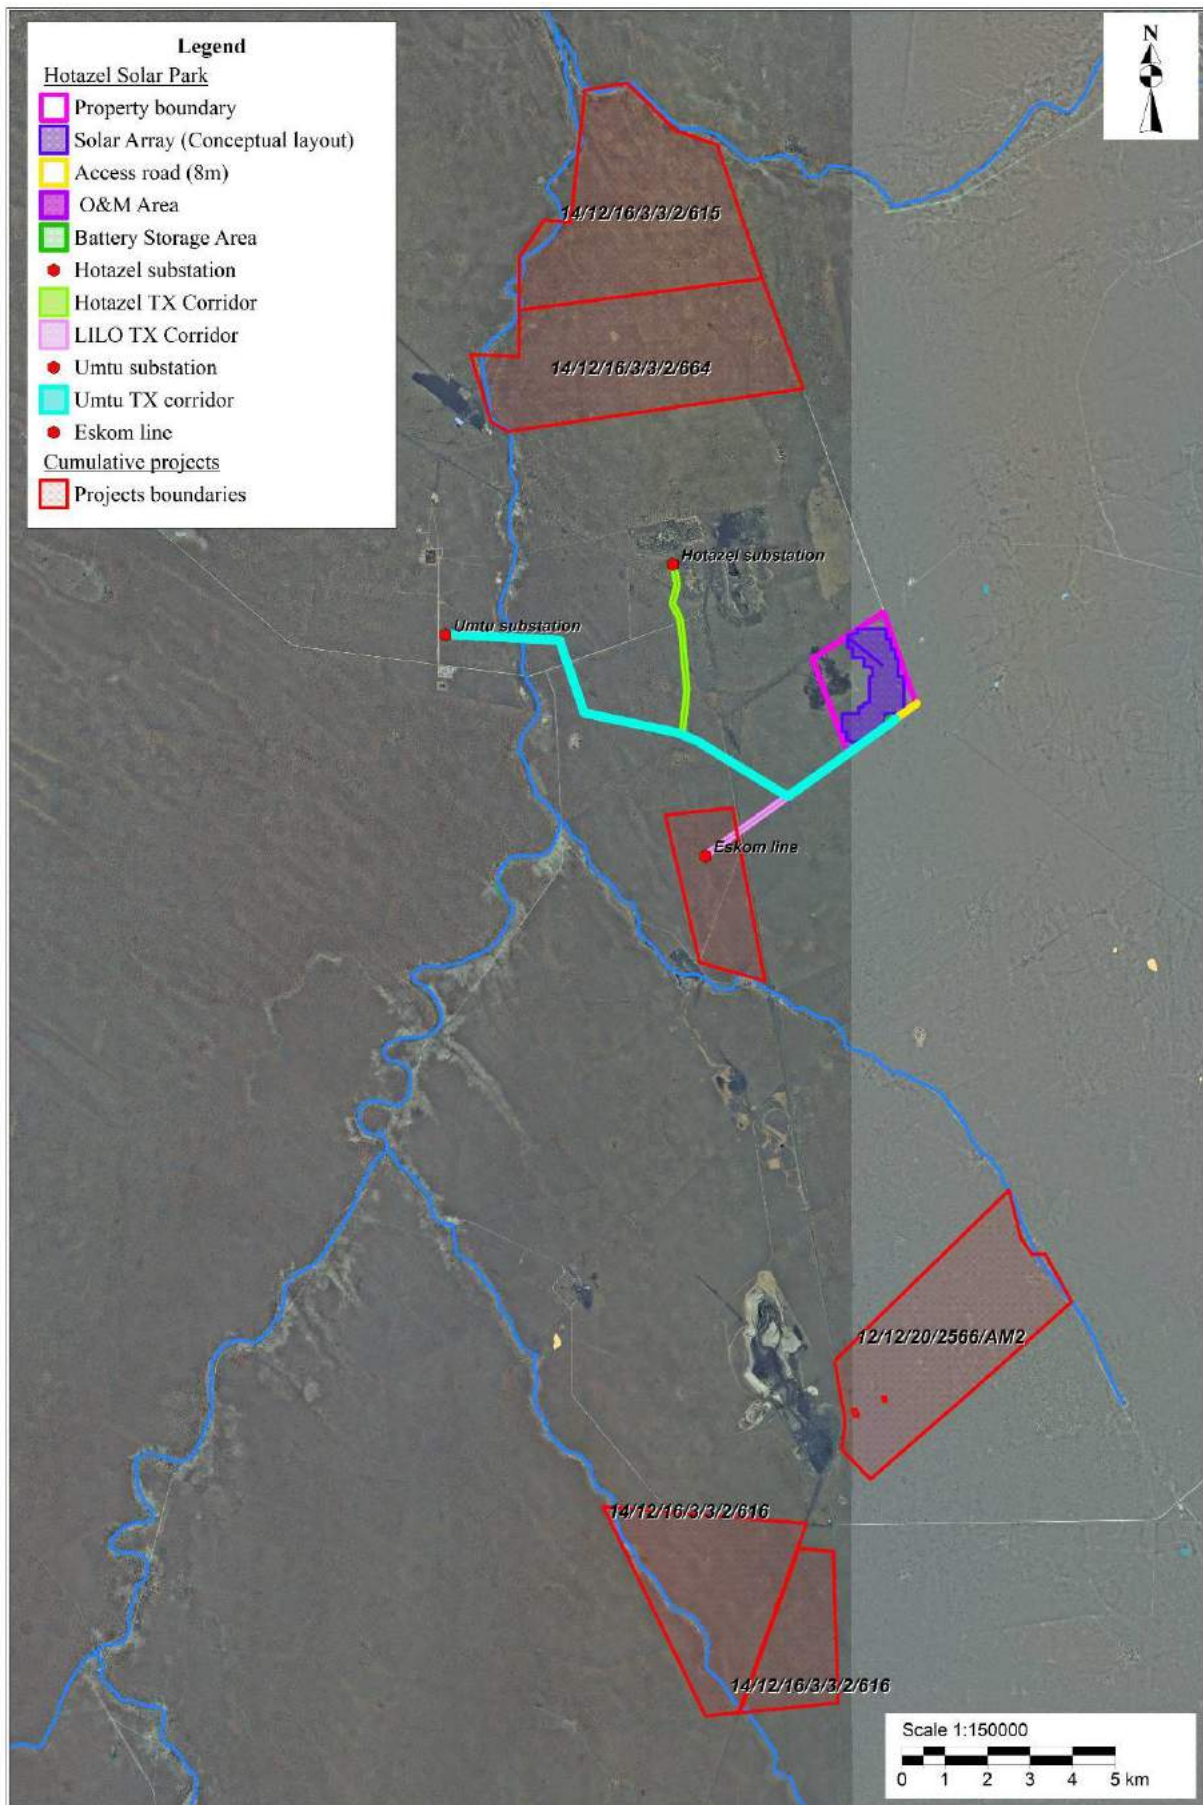 Legend
Hotazel Solar Park
Property boundary
Solar Array (Conceptual layout)
Access road (8m)
O&M Area
Battery Storage Area
Hotazel substation
Hotazel TX Corridor
LILO TX Corridor
Umtu substation
Umtu TX corridor
Eskom line
Cumulative projects
Projects boundaries
N
14/12/16/3/3/2/615
14/12/16/3/3/2/664
Hotazel substation
Umtu substation
Eskom line
12/12/20/2566/AM2
14/12/16/3/3/2/616
14/12/16/3/3/2/616
Scale 1:150000
0 1 2 3 4 5 km